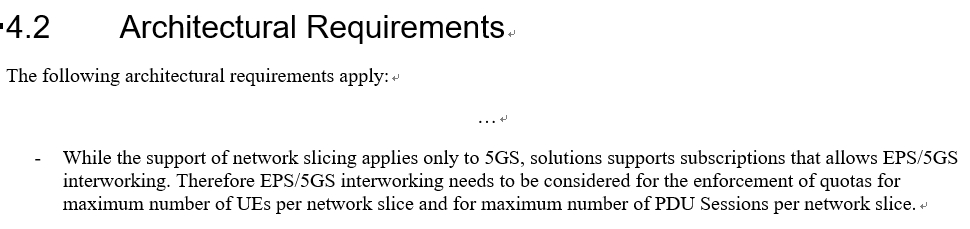 4.2 Architectural Requirements
The following architectural requirements apply:
…
- While the support of network slicing applies only to 5GS, solutions supports subscriptions that allows EPS/5GS
interworking. Therefore EPS/5GS interworking needs to be considered for the enforcement of quotas for
maximum number of UEs per network slice and for maximum number of PDU Sessions per network slice.